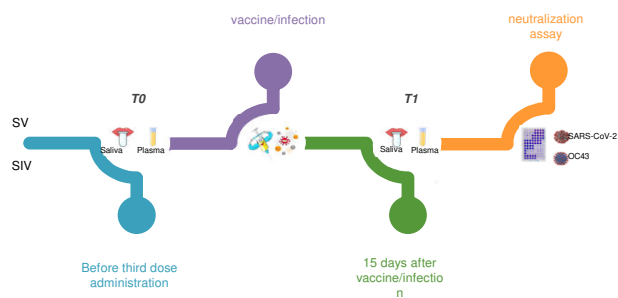 vaccine/infection
neutralization
assay
T0
T1
SV
SIV
Saliva
Plasma
Saliva
Plasma
SARS-CoV-2
OC43
Before third dose
administration
15 days after
vaccine/infectio
n